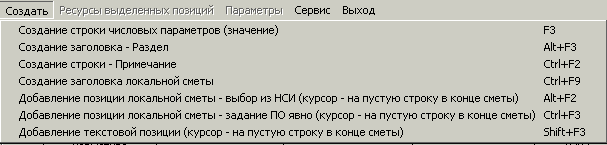 Создать Ресурсы выделенных позиций Параметры Сервис Выход
Создание строки числовых параметров (значение) F3
Создание заголовка - Раздел Alt+F3
Создание строки - Примечание Ctrl+F2
Создание заголовка локальной сметы Ctrl+F9
Добавление позиции локальной сметы - выбор из НСИ (курсор - на пустую строку в конце сметы) Alt+F2
Добавление позиции локальной сметы - задание ПО явно (курсор - на пустую строку в конце сметы) Ctrl+F3
Добавление текстовой позиции (курсор - на пустую строку в конце сметы) Shift+F3